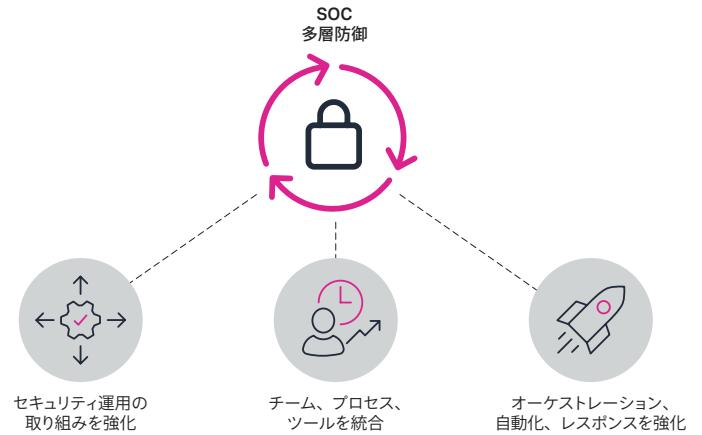 SOC
多層防御
セキュリティ運用の
取り組みを強化
チーム、プロセス、
ツールを統合
オーケストレーション、
自動化、レスポンスを強化